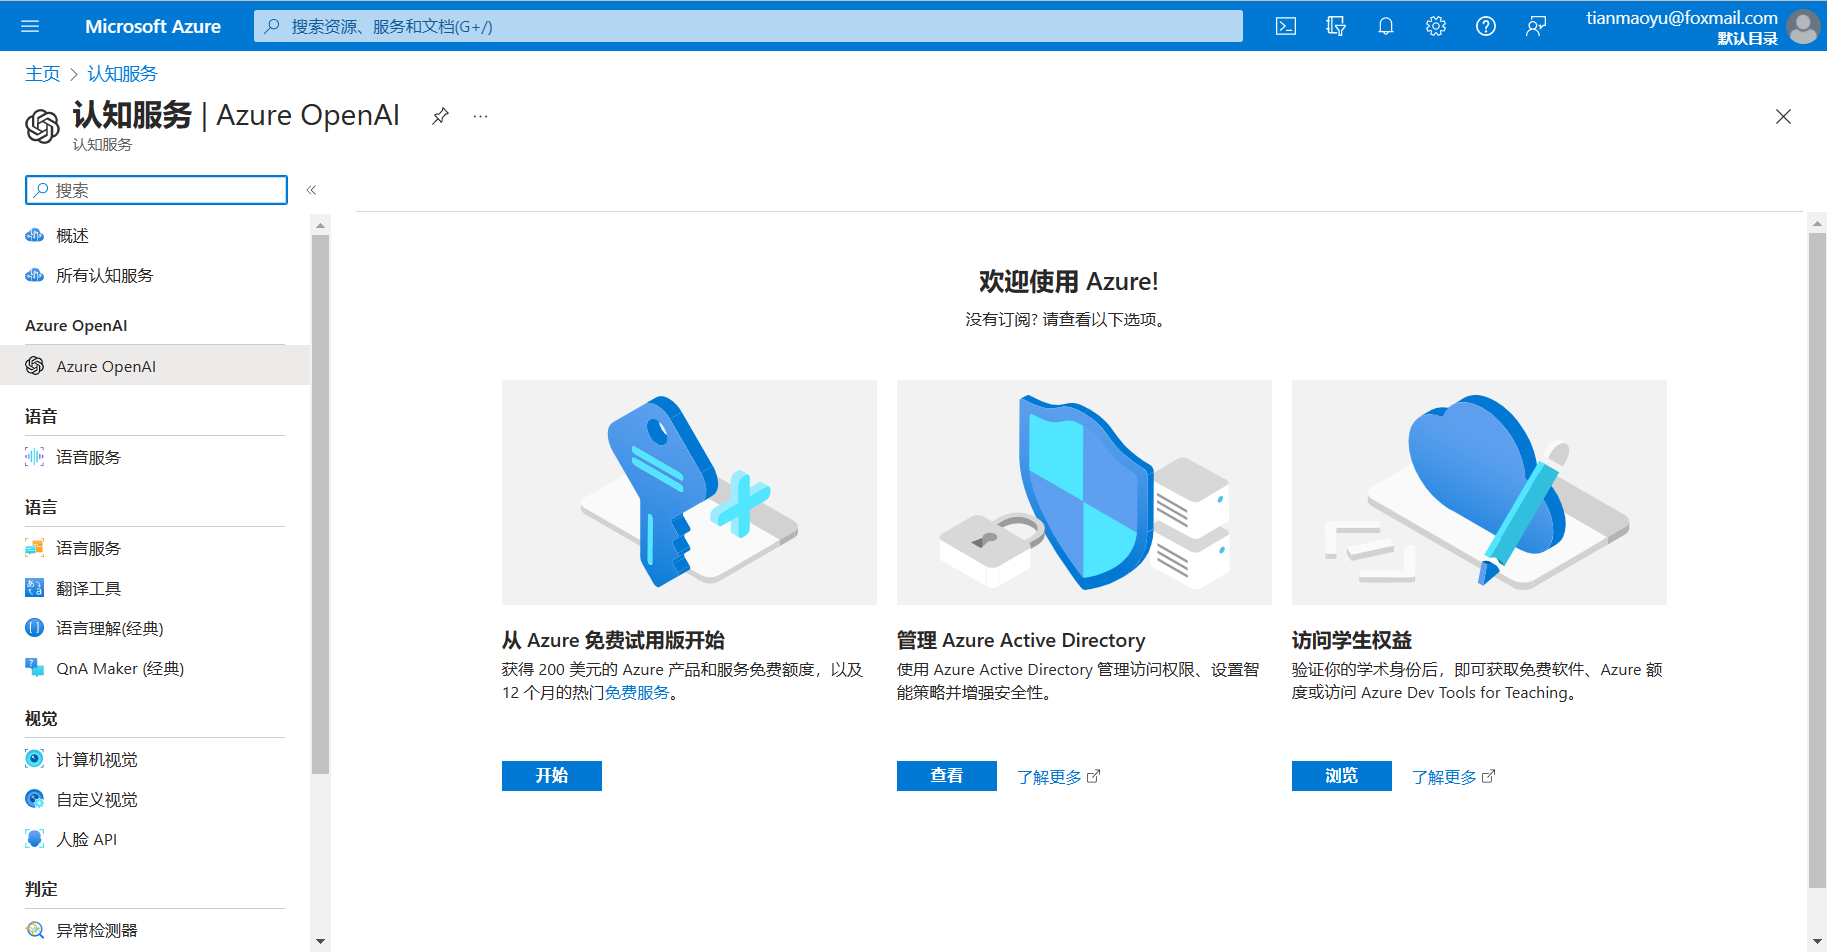 Microsoft Azure
搜索资源、服务和文档(G+/)
tianmaoyu@foxmail.com
默认目录
主页 > 认知服务
认知服务 | Azure OpenAI
认知服务
搜索
概述
所有认知服务
Azure OpenAI
Azure OpenAI
语音
语音服务
语言
语言服务
翻译工具
语言理解(经典)
QnA Maker (经典)
视觉
计算机视觉
自定义视觉
人脸 API
判定
异常检测器
欢迎使用 Azure!
没有订阅? 请查看以下选项。
从 Azure 免费试用版开始
获得 200 美元的 Azure 产品和服务免费额度，以及
12 个月的热门免费服务。
开始
管理 Azure Active Directory
使用 Azure Active Directory 管理访问权限、设置智
能策略并增强安全性。
查看
了解更多
访问学生权益
验证你的学术身份后，即可获取免费软件、Azure 额
度或访问 Azure Dev Tools for Teaching。
浏览
了解更多